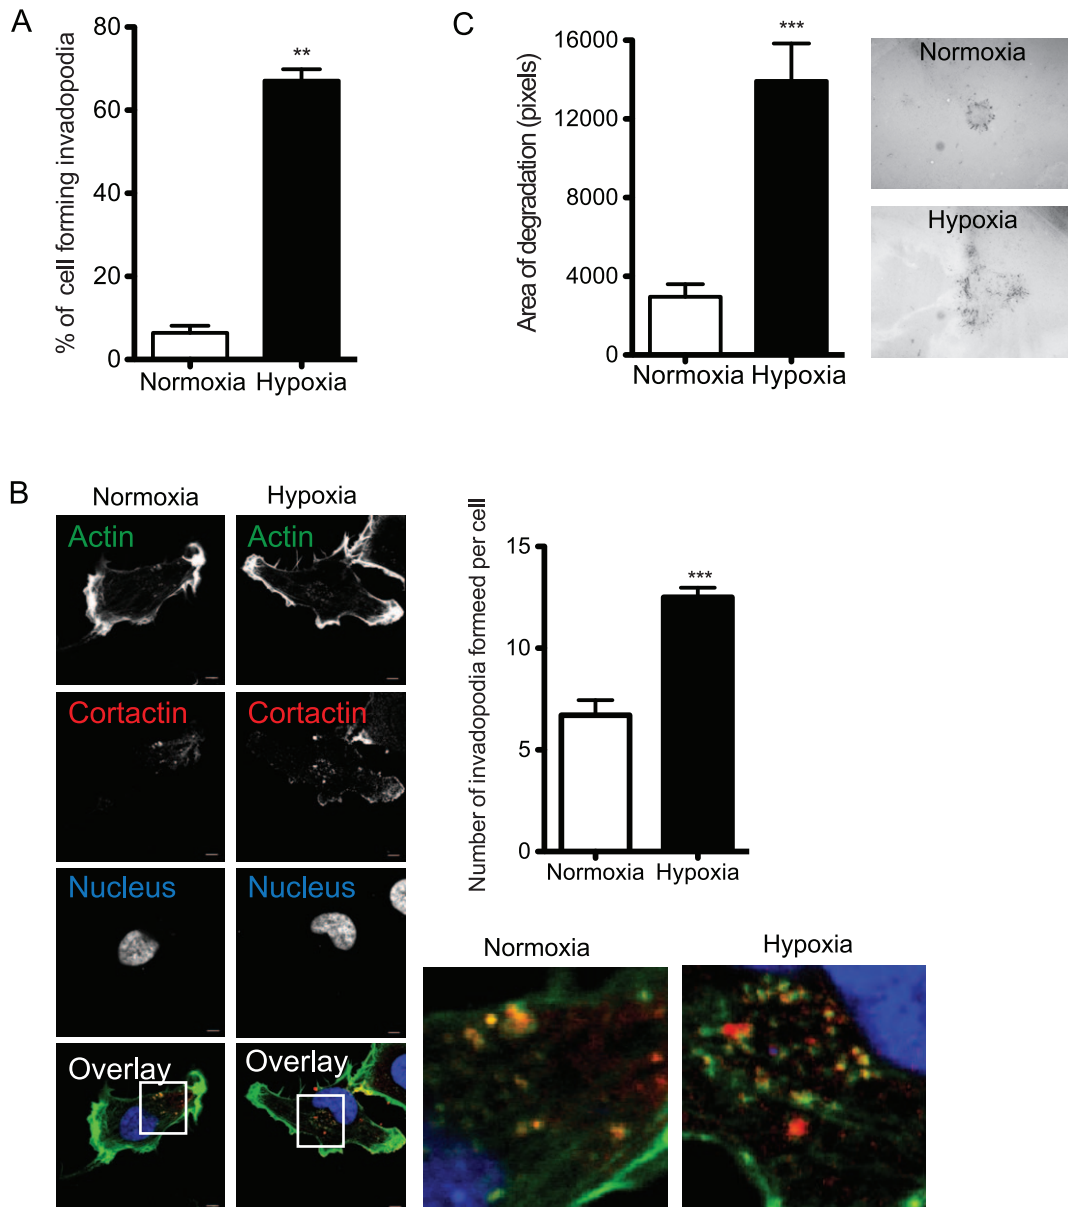 A
% of cell forming invadopodia
80
60
40
20
0
**
Normoxia
Hypoxia
C
Area of degradation (pixels)
16000
12000
8000
4000
0
***
Normoxia
Hypoxia
Normoxia
Hypoxia
B
Normoxia
Hypoxia
Actin
Actin
Cortactin
Cortactin
Nucleus
Nucleus
Overlay
Overlay
Number of invadopodia formeed per cell
15
10
5
0
***
Normoxia
Hypoxia
Normoxia
Hypoxia